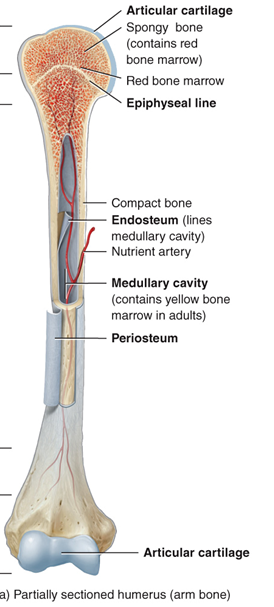 Articular cartilage
Spongy bone
(contains red
bone marrow)
Red bone marrow
Epiphyseal line
Compact bone
Endosteum (lines
medullary cavity)
Nutrient artery
Medullary cavity
(contains yellow bone
marrow in adults)
Periosteum
Articular cartilage
a) Partially sectioned humerus (arm bone)